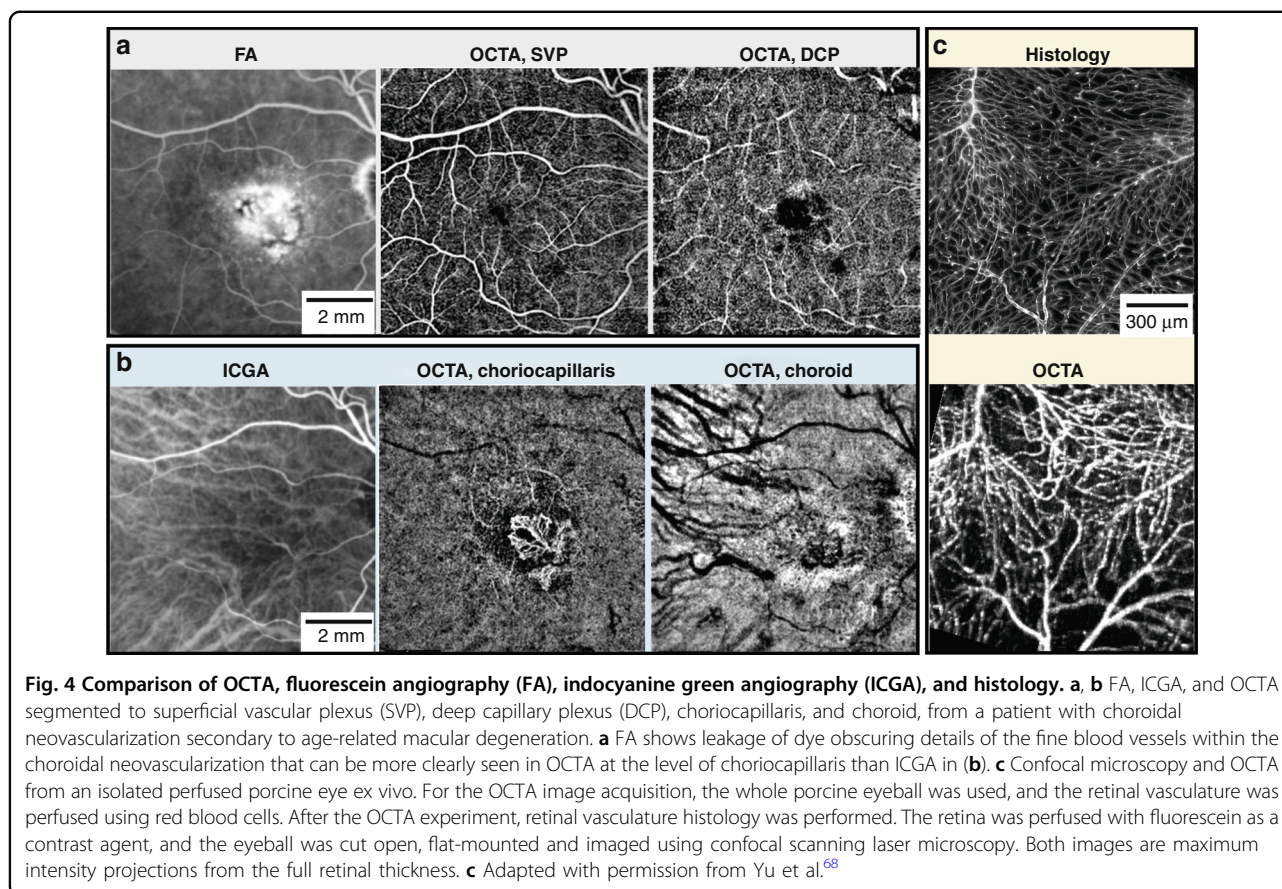 a
FA
OCTA, SVP
OCTA, DCP
2 mm
b
ICGA
OCTA, choriocapillaris
OCTA, choroid
2 mm
c
Histology
300 µm
OCTA
Fig. 4 Comparison of OCTA, fluorescein angiography (FA), indocyanine green angiography (ICGA), and histology. a, b FA, ICGA, and OCTA
segmented to superficial vascular plexus (SVP), deep capillary plexus (DCP), choriocapillaris, and choroid, from a patient with choroidal
neovascularization secondary to age-related macular degeneration. a FA shows leakage of dye obscuring details of the fine blood vessels within the
choroidal neovascularization that can be more clearly seen in OCTA at the level of choriocapillaris than ICGA in (b). c Confocal microscopy and OCTA
from an isolated perfused porcine eye ex vivo. For the OCTA image acquisition, the whole porcine eyeball was used, and the retinal vasculature was
perfused using red blood cells. After the OCTA experiment, retinal vasculature histology was performed. The retina was perfused with fluorescein as a
contrast agent, and the eyeball was cut open, flat-mounted and imaged using confocal scanning laser microscopy. Both images are maximum
intensity projections from the full retinal thickness. c Adapted with permission from Yu et al.68